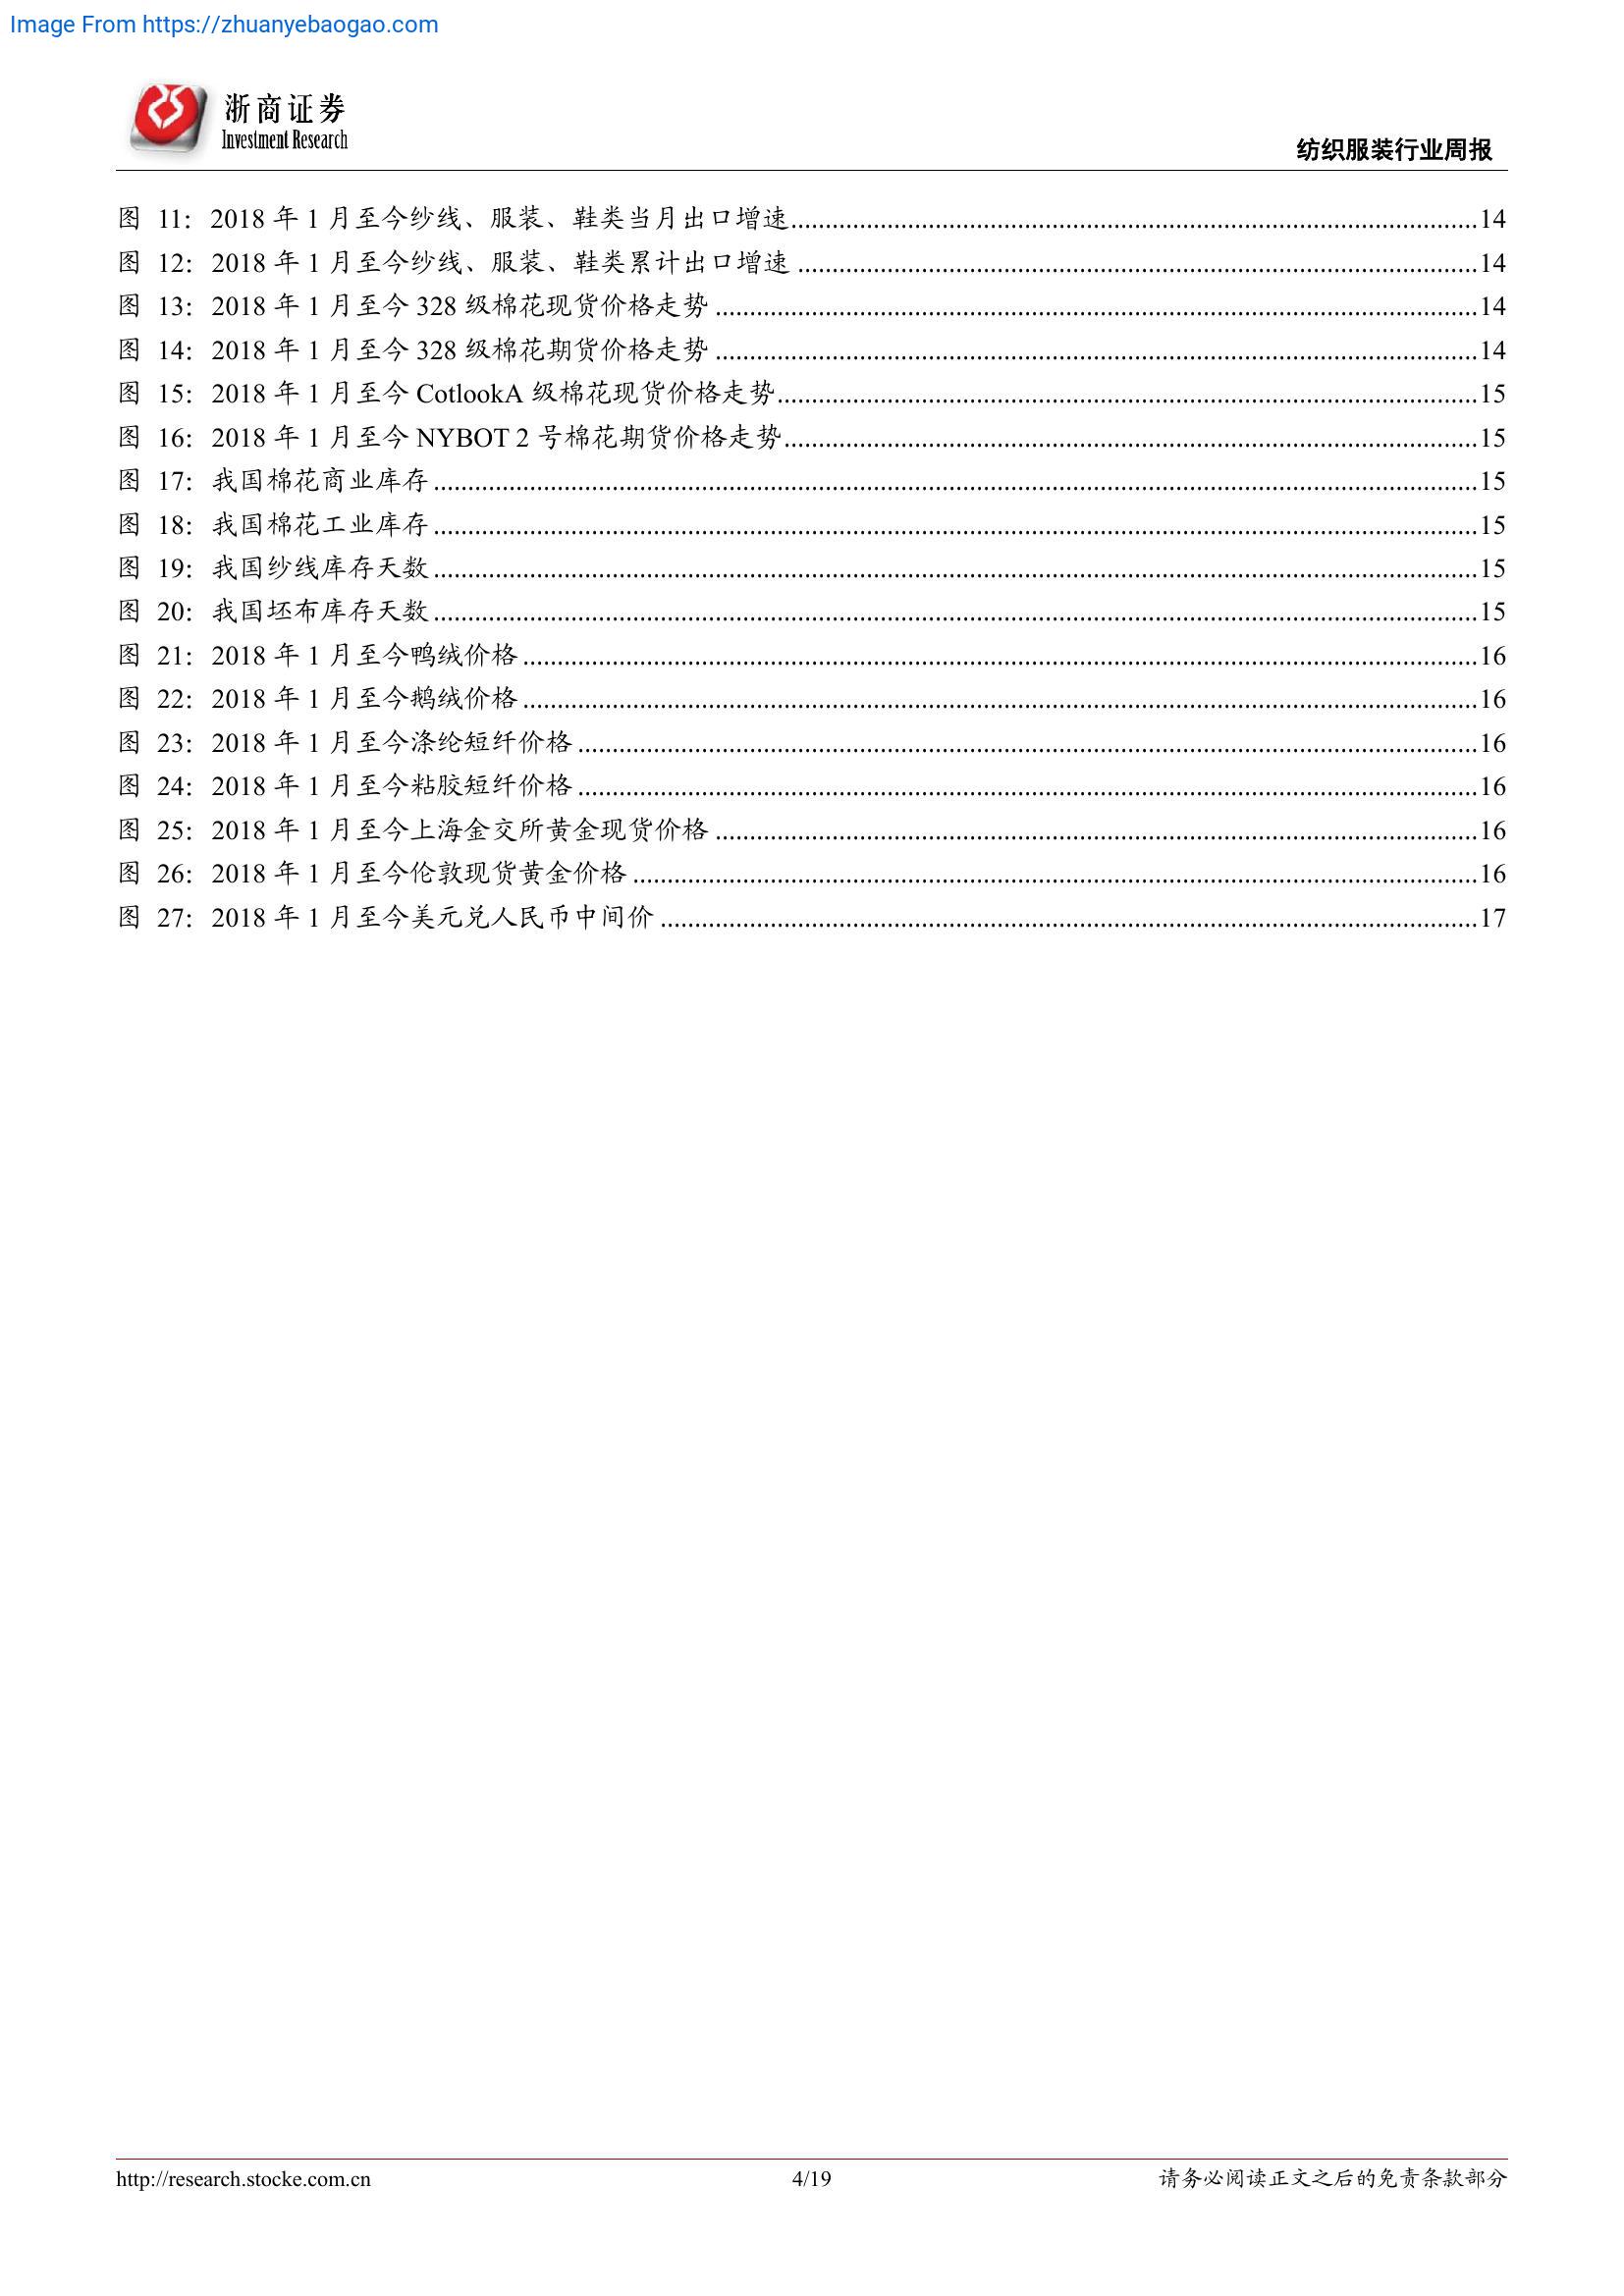 Image From https://zhuanyebaogao.com
浙商证券
Investment Research
纺织服装行业周报
图 11: 2018 年 1 月至今纱线、服装、鞋类当月出口增速....................................................................................................14
图 12: 2018 年 1 月至今纱线、服装、鞋类累计出口增速 ...................................................................................................14
图 13: 2018 年 1 月至今 328 级棉花现货价格走势 ...............................................................................................................14
图 14: 2018 年 1 月至今 328 级棉花期货价格走势 ...............................................................................................................14
图 15: 2018 年 1 月至今 CotlookA 级棉花现货价格走势......................................................................................................15
图 16: 2018 年 1 月至今 NYBOT 2 号棉花期货价格走势.....................................................................................................15
图 17: 我国棉花商业库存 ........................................................................................................................................................15
图 18: 我国棉花工业库存 ........................................................................................................................................................15
图 19: 我国纱线库存天数 ........................................................................................................................................................15
图 20: 我国坯布库存天数 ........................................................................................................................................................15
图 21: 2018 年 1 月至今鸭绒价格 ...........................................................................................................................................16
图 22: 2018 年 1 月至今鹅绒价格 ...........................................................................................................................................16
图 23: 2018 年 1 月至今涤纶短纤价格 ...................................................................................................................................16
图 24: 2018 年 1 月至今粘胶短纤价格 ...................................................................................................................................16
图 25: 2018 年 1 月至今上海金交所黄金现货价格 ...............................................................................................................16
图 26: 2018 年 1 月至今伦敦现货黄金价格 ...........................................................................................................................16
图 27: 2018 年 1 月至今美元兑人民币中间价 .......................................................................................................................17
http://research.stocke.com.cn
4/19
请务必阅读正文之后的免责条款部分